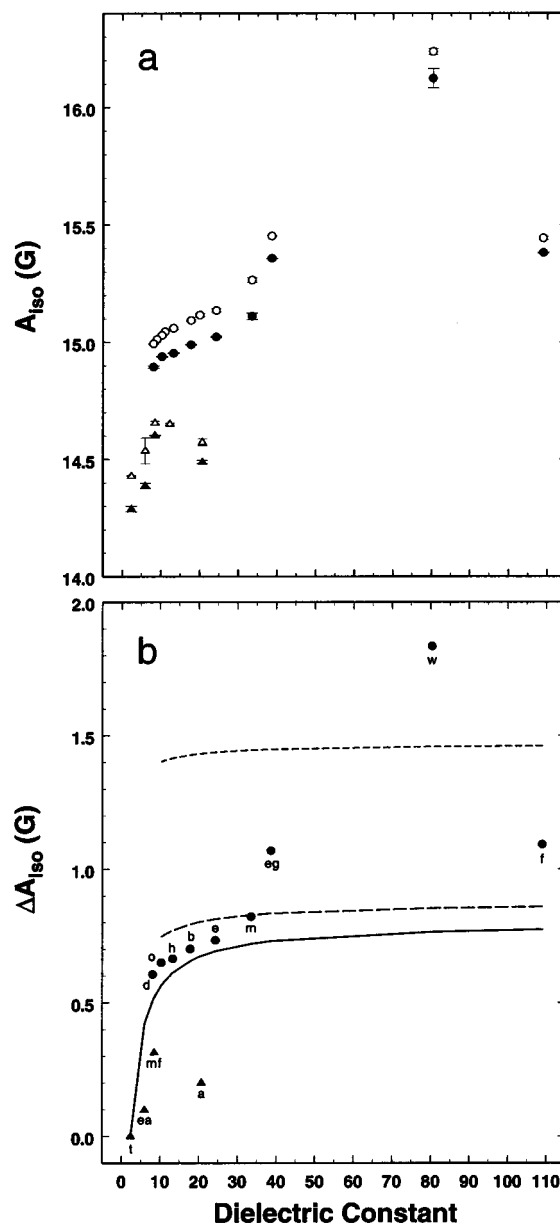 a
16.0
15.5
15.0
14.5
14.0
A_iso (G)
b
2.0
1.5
1.0
0.5
0.0
ΔA_iso (G)
w
eg
f
m
e
b
h
o
d
mf
a
ea
t
0 10 20 30 40 50 60 70 80 90 100 110
Dielectric Constant